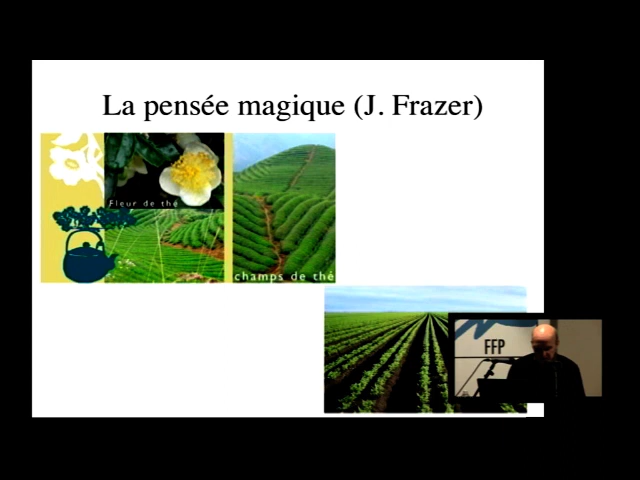 La pensée magique (J. Frazer)
Fleur de thé
champs de thé
FFP